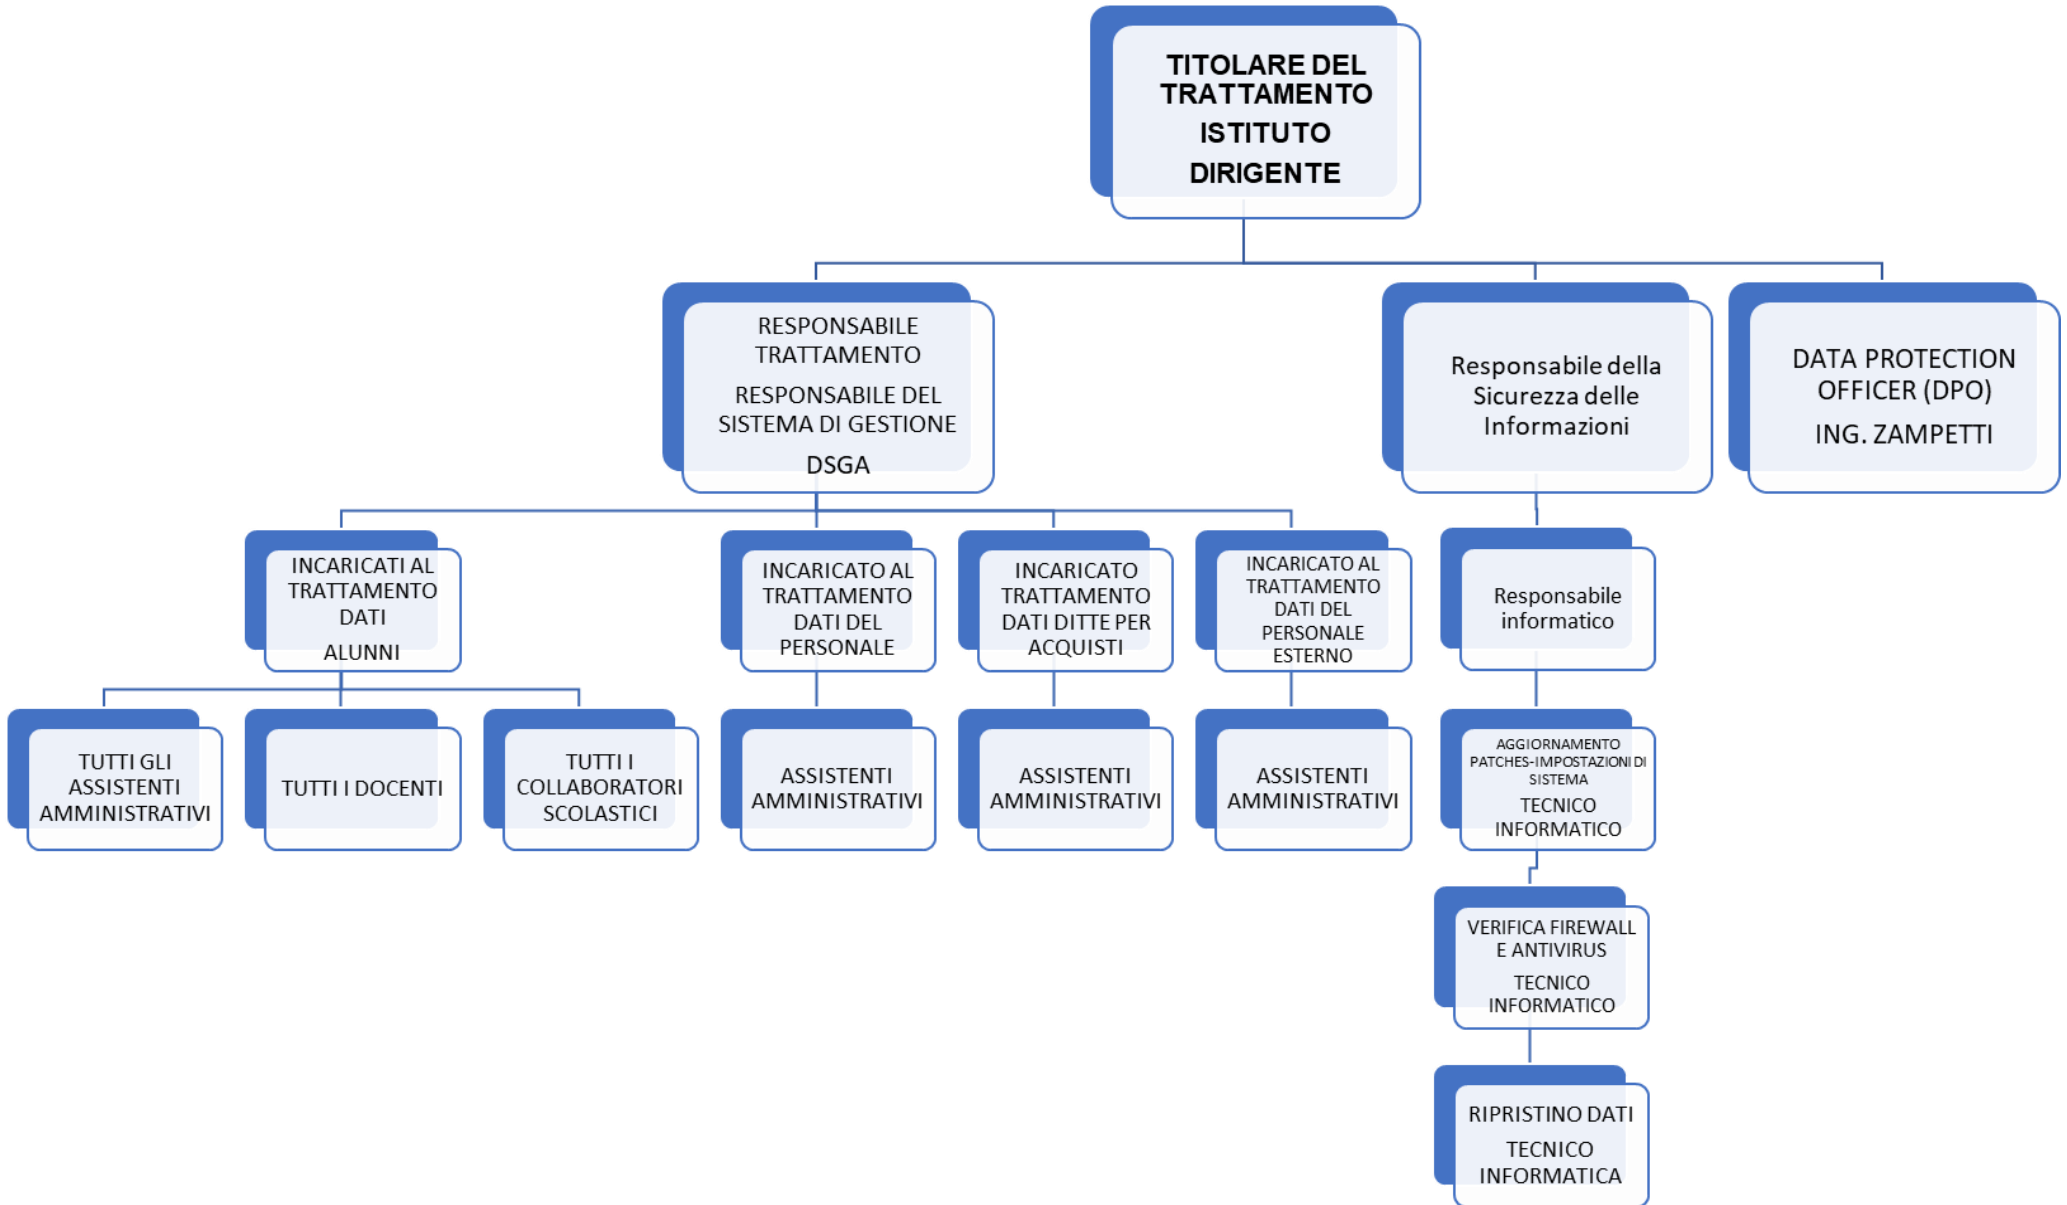 TITOLARE DEL
TRATTAMENTO
ISTITUTO
DIRIGENTE
RESPONSABILE
TRATTAMENTO
RESPONSABILE DEL
SISTEMA DI GESTIONE
DSGA
Responsabile della
Sicurezza delle
Informazioni
DATA PROTECTION
OFFICER (DPO)
ING. ZAMPETTI
INCARICATI AL
TRATTAMENTO
DATI
ALUNNI
INCARICATO AL
TRATTAMENTO
DATI DEL
PERSONALE
INCARICATO
TRATTAMENTO
DATI DITTE PER
ACQUISTI
INCARICATO AL
TRATTAMENTO
DATI DEL
PERSONALE
ESTERNO
Responsabile
informatico
TUTTI GLI
ASSISTENTI
AMMINISTRATIVI
TUTTI I DOCENTI
TUTTI I
COLLABORATORI
SCOLASTICI
ASSISTENTI
AMMINISTRATIVI
ASSISTENTI
AMMINISTRATIVI
ASSISTENTI
AMMINISTRATIVI
AGGIORNAMENTO
PATCHES-IMPOSTAZIONI DI
SISTEMA
TECNICO
INFORMATICO
VERIFICA FIREWALL
E ANTIVIRUS
TECNICO
INFORMATICO
RIPRISTINO DATI
TECNICO
INFORMATICA